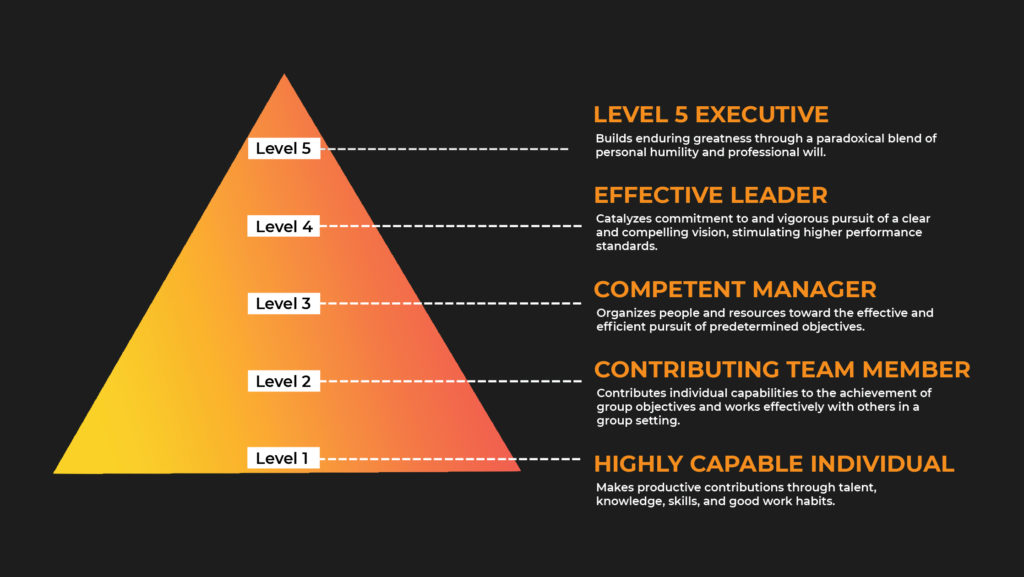 Level 5
LEVEL 5 EXECUTIVE
Builds enduring greatness through a paradoxical blend of
personal humility and professional will.
Level 4
EFFECTIVE LEADER
Catalyzes commitment to and vigorous pursuit of a clear
and compelling vision, stimulating higher performance
standards.
Level 3
COMPETENT MANAGER
Organizes people and resources toward the effective and
efficient pursuit of predetermined objectives.
Level 2
CONTRIBUTING TEAM MEMBER
Contributes individual capabilities to the achievement of
group objectives and works effectively with others in a
group setting.
Level 1
HIGHLY CAPABLE INDIVIDUAL
Makes productive contributions through talent,
knowledge, skills, and good work habits.